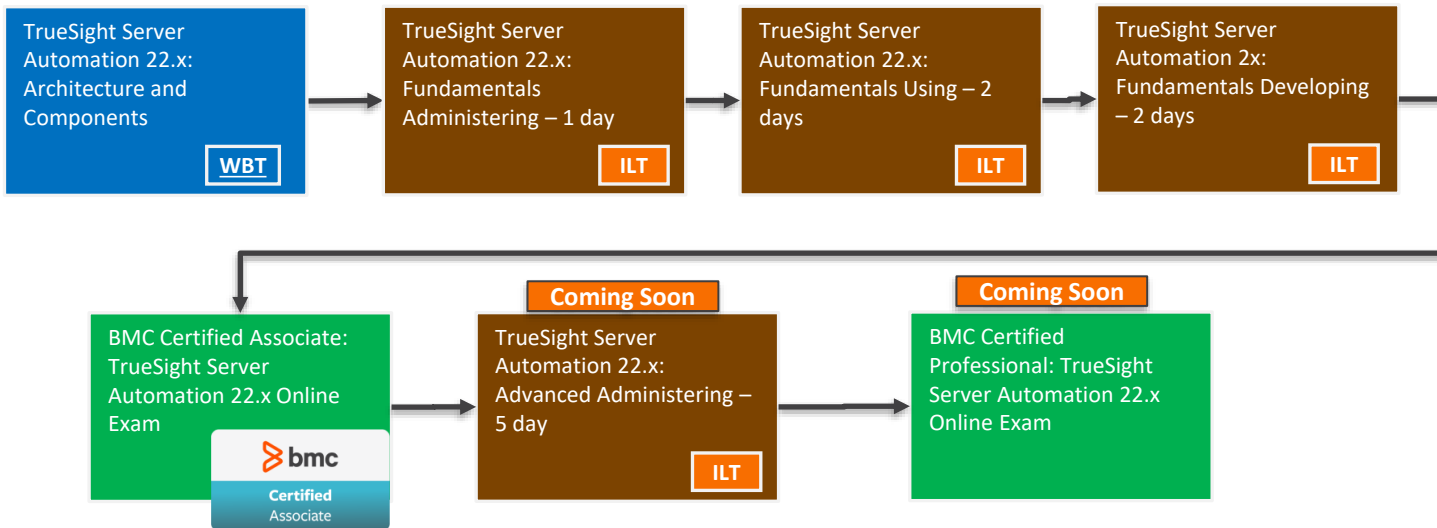 TrueSight Server
Automation 22.x:
Architecture and
Components
WBT
TrueSight Server
Automation 22.x:
Fundamentals
Administering – 1 day
ILT
TrueSight Server
Automation 22.x:
Fundamentals Using – 2
days
ILT
TrueSight Server
Automation 2x:
Fundamentals Developing
– 2 days
ILT
BMC Certified Associate:
TrueSight Server
Automation 22.x Online
Exam
bmc
Certified
Associate
Coming Soon
TrueSight Server
Automation 22.x:
Advanced Administering –
5 day
ILT
Coming Soon
BMC Certified
Professional: TrueSight
Server Automation 22.x
Online Exam